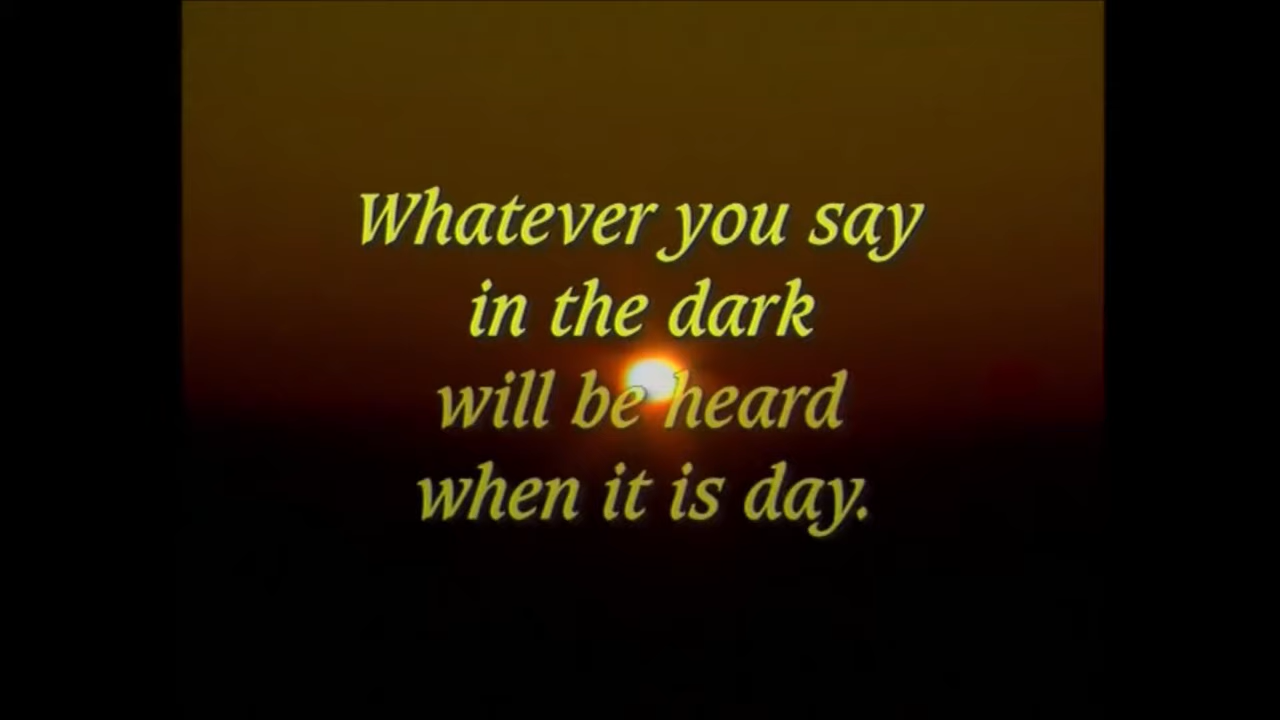 Whatever you say
in the dark
will be heard
when it is day.